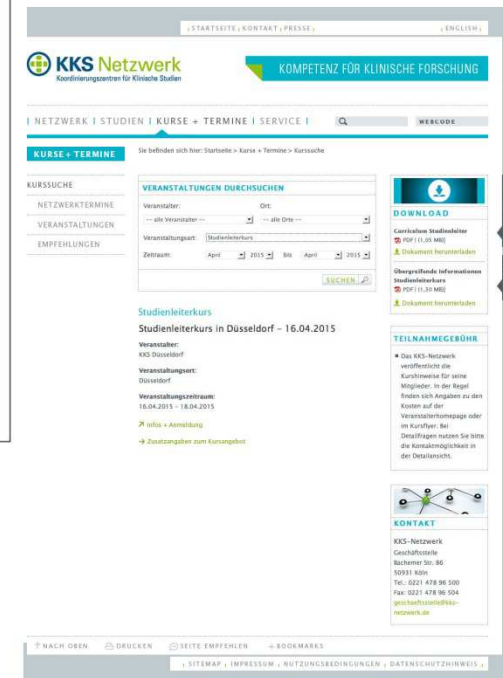 STARTSEITE | KONTAKT | PRESSE |
| ENGLISH |
KKS Netzwerk
Koordinierungszentren für Klinische Studien
KOMPETENZ FÜR KLINISCHE FORSCHUNG
| NETZWERK | STUDIEN | KURSE + TERMINE | SERVICE |
WEBCODE
KURSE + TERMINE
Sie befinden sich hier: Startseite > Kurse + Termine > Kurssuche
KURSSUCHE
NETZWERKTERMINE
VERANSTALTUNGEN
EMPFEHLUNGEN
VERANSTALTUNGEN DURCHSUCHEN
Veranstalter: Ort:
-- alle Veranstalter -- -- alle Orte --
Veranstaltungsart: Studienleiterkurs
Zeitraum: April 2015 bis April 2015
SUCHEN
Studienleiterkurs
Studienleiterkurs in Düsseldorf – 16.04.2015
Veranstalter:
KKS Düsseldorf
Veranstaltungsort:
Düsseldorf
Veranstaltungszeitraum:
16.04.2015 – 18.04.2015
Infos + Anmeldung
Zusatzangaben zum Kursangebot
DOWNLOAD
Curriculum Studienleiter
PDF | (1,05 MB)|
Dokument herunterladen
Übergreifende Informationen
Studienleiterkurs
PDF | (1,30 MB)|
Dokument herunterladen
TEILNAHMEGEBÜHR
Das KKS-Netzwerk
veröffentlicht die
Kurshinweise für seine
Mitglieder. In der Regel
finden sich Angaben zu den
Kosten auf der
Veranstalterhomepage oder
im Kursflyer. Bei
Detailfragen nutzen Sie bitte
die Kontaktmöglichkeit in
der Detailansicht.
KONTAKT
KKS-Netzwerk
Geschäftsstelle
Bachemer Str. 86
50931 Köln
Tel.: 0221 478 96 500
Fax: 0221 478 96 504
geschaeftsstelle@kks-
netzwerk.de
NACH OBEN DRUCKEN SEITE EMPFEHLEN + BOOKMARKS
| SITEMAP | IMPRESSUM | NUTZUNGSBEDINGUNGEN | DATENSCHUTZHINWEIS |